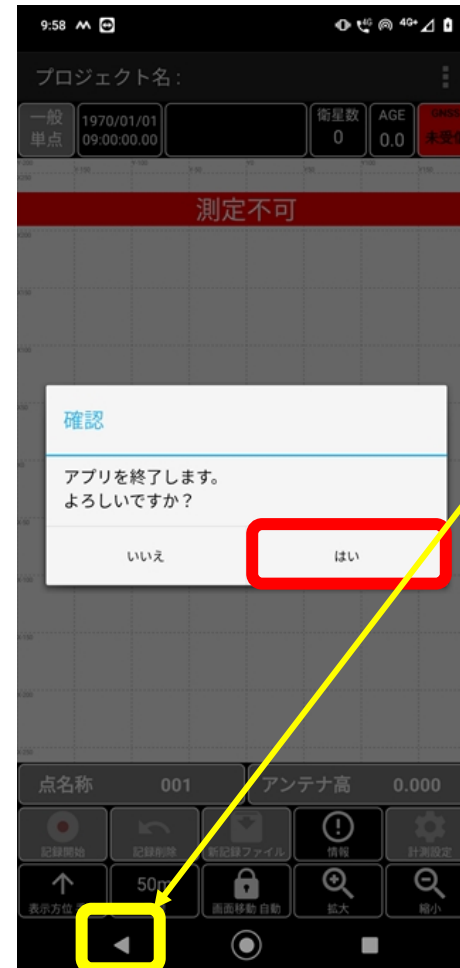 9:58
4G
4G+
プロジェクト名 :
一般
単点
1970/01/01
09:00:00.00
衛星数
0
AGE
0.0
GNSS
未受信
測定不可
確認
アプリを終了します。
よろしいですか？
いいえ
はい
点名称
001
アンテナ高
0.000
記録開始
記録削除
新記録ファイル
情報
計測設定
50m
表示方位
画面移動 自動
拡大
縮小